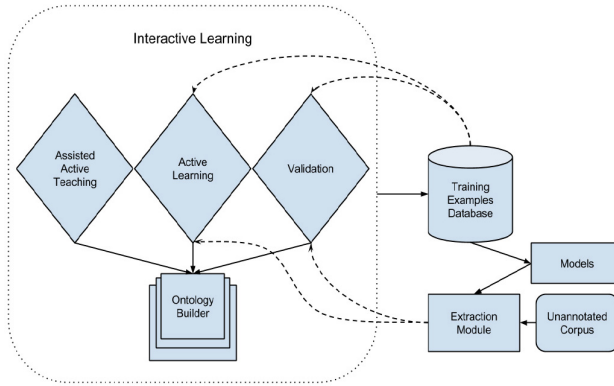 Interactive Learning
Assisted
Active
Teaching
Active
Learning
Validation
Training
Examples
Database
Models
Ontology
Builder
Extraction
Module
Unannotated
Corpus